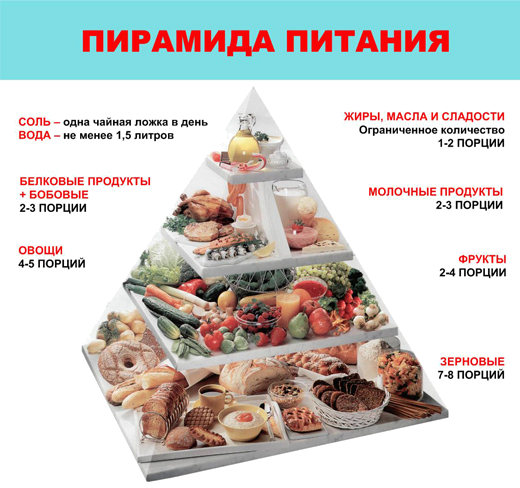 ПИРАМИДА ПИТАНИЯ
СОЛЬ – одна чайная ложка в день
ВОДА – не менее 1,5 литров
ЖИРЫ, МАСЛА И СЛАДОСТИ
Ограниченное количество
1-2 ПОРЦИИ
БЕЛКОВЫЕ ПРОДУКТЫ
+ БОБОВЫЕ
2-3 ПОРЦИИ
МОЛОЧНЫЕ ПРОДУКТЫ
2-3 ПОРЦИИ
ОВОЩИ
4-5 ПОРЦИЙ
ФРУКТЫ
2-4 ПОРЦИИ
ЗЕРНОВЫЕ
7-8 ПОРЦИЙ